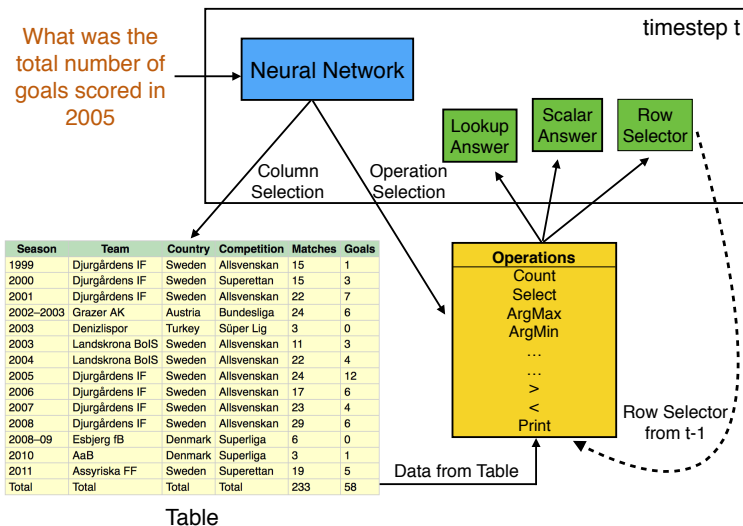 What was the
total number of
goals scored in
2005
timestep t
Neural Network
Lookup
Answer
Scalar
Answer
Row
Selector
Column
Selection
Operation
Selection
Season Team Country Competition Matches Goals
1999 Djurgårdens IF Sweden Allsvenskan 15 1
2000 Djurgårdens IF Sweden Superettan 15 3
2001 Djurgårdens IF Sweden Allsvenskan 22 7
2002–2003 Grazer AK Austria Bundesliga 24 6
2003 Denizlispor Turkey Süper Lig 3 0
2003 Landskrona BoIS Sweden Allsvenskan 11 3
2004 Landskrona BoIS Sweden Allsvenskan 22 4
2005 Djurgårdens IF Sweden Allsvenskan 24 12
2006 Djurgårdens IF Sweden Allsvenskan 17 6
2007 Djurgårdens IF Sweden Allsvenskan 23 4
2008 Djurgårdens IF Sweden Allsvenskan 29 6
2008–09 Esbjerg fB Denmark Superliga 6 0
2010 AaB Denmark Superliga 3 1
2011 Assyriska FF Sweden Superettan 19 5
Total Total Total Total 233 58
Table
Operations
Count
Select
ArgMax
ArgMin
...
...
>
<
Print
Data from Table
Row Selector
from t-1